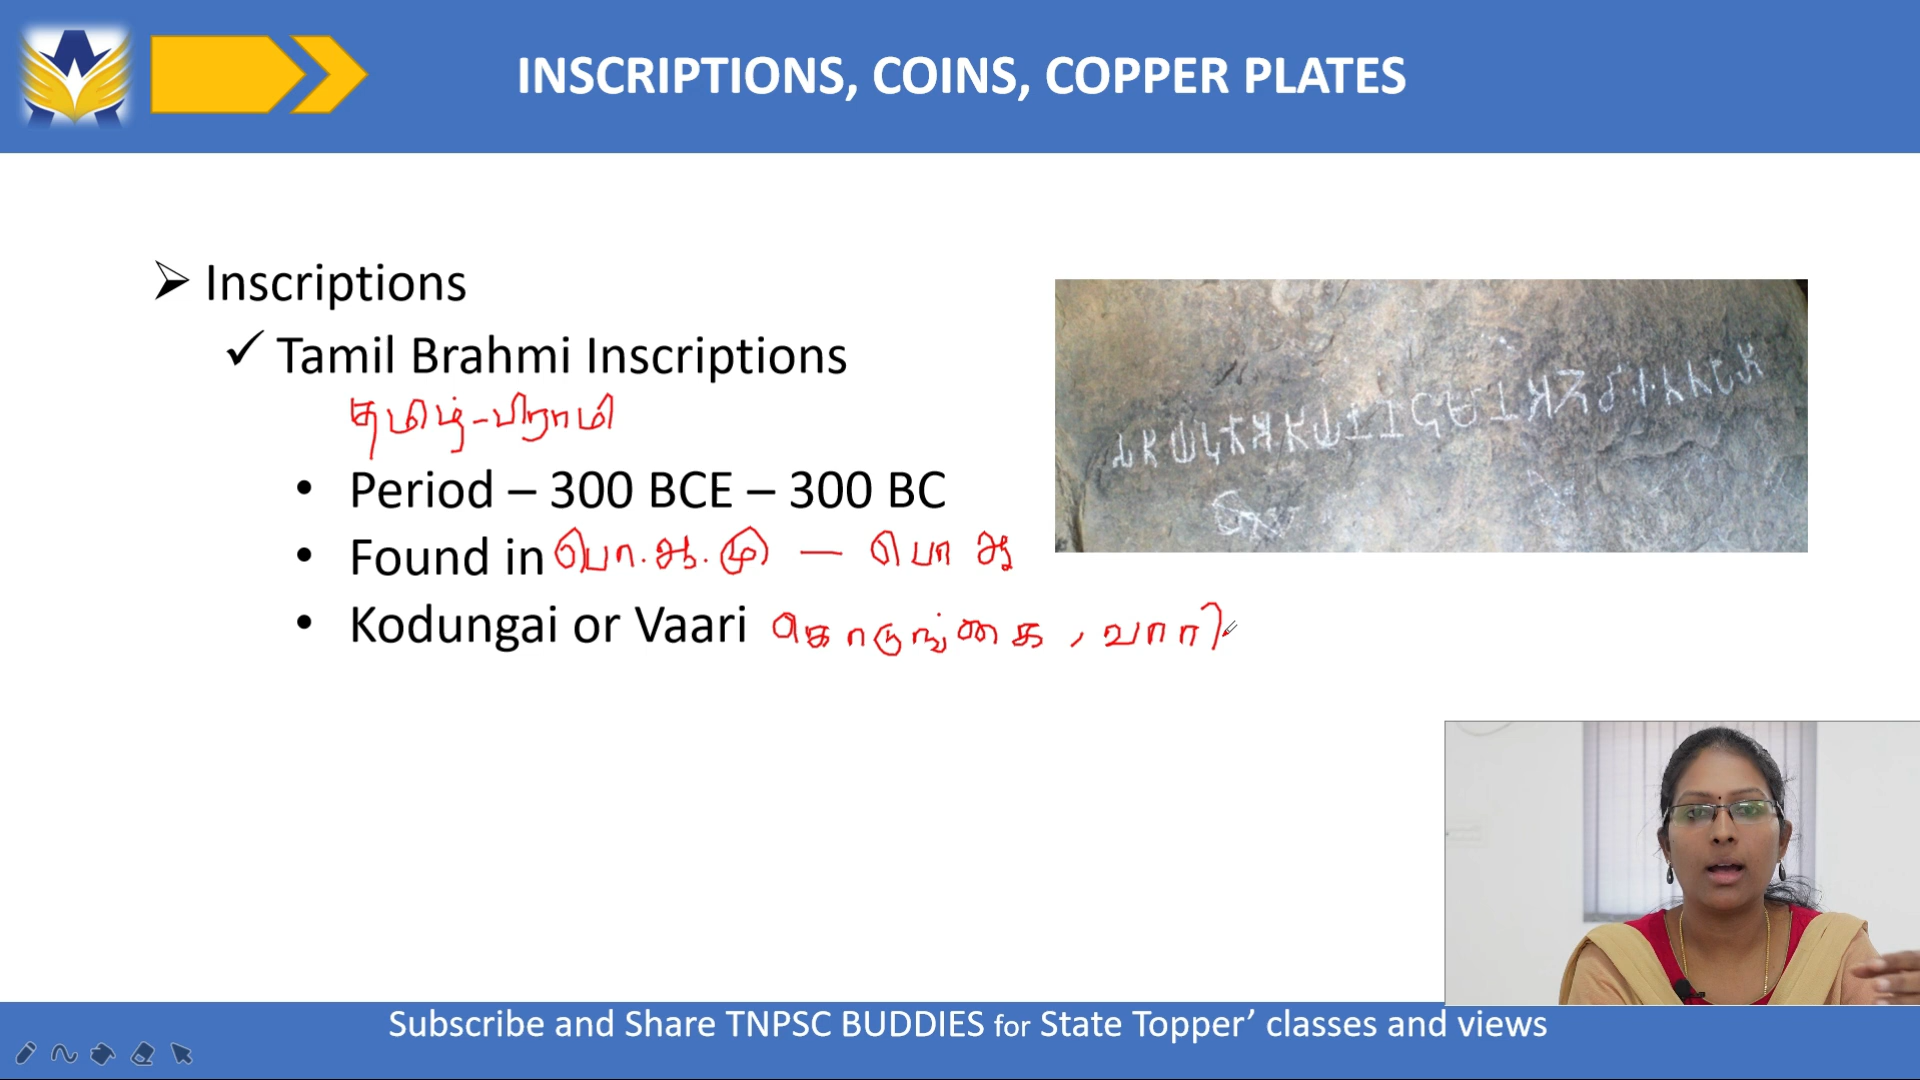 INSCRIPTIONS, COINS, COPPER PLATES
Inscriptions
Tamil Brahmi Inscriptions
தமிழ்-பிராமி
Period – 300 BCE – 300 BC
Found in பொ.ஆ.மு — பொ ஆ
Kodungai or Vaari கொடுங்கை, வாரி
Subscribe and Share TNPSC BUDDIES for State Topper’ classes and views